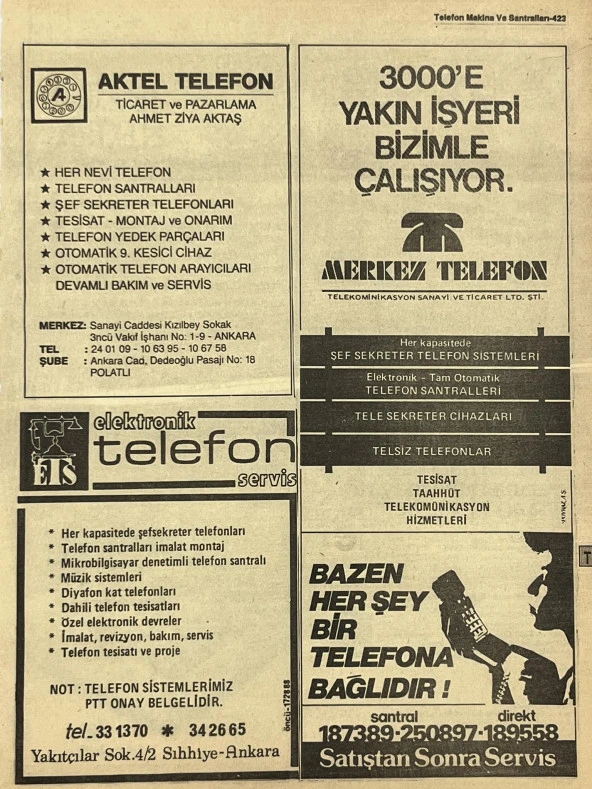 Telefon Makina Ve Santralları-423
A
AKTEL TELEFON
TİCARET ve PAZARLAMA
AHMET ZİYA AKTAŞ
★ HER NEVİ TELEFON
★ TELEFON SANTRALLARI
★ ŞEF SEKRETER TELEFONLARI
★ TESİSAT - MONTAJ ve ONARIM
★ TELEFON YEDEK PARÇALARI
★ OTOMATİK 9. KESİCİ CİHAZ
★ OTOMATİK TELEFON ARAYICILARI
DEVAMLI BAKIM ve SERVİS
MERKEZ: Sanayi Caddesi Kızılbey Sokak
3ncü Vakıf İşhanı No: 1-9 - ANKARA
TEL : 24 01 09 - 10 63 95 - 10 67 58
ŞUBE : Ankara Cad, Dedeoğlu Pasajı No: 18
POLATLI
ETS
elektronik
telefon
servis
* Her kapasitede şefsekreter telefonları
* Telefon santralları imalat montaj
* Mikrobilgisayar denetimli telefon santralı
* Müzik sistemleri
* Diyafon kat telefonları
* Dahili telefon tesisatları
* Özel elektronik devreler
* İmalat, revizyon, bakım, servis
* Telefon tesisatı ve proje
NOT : TELEFON SİSTEMLERİMİZ
PTT ONAY BELGELİDİR.
öncü-172888
tel. 33 13 70 * 34 26 65
Yakıtçılar Sok. 4/2 Sıhhiye-Ankara
3000'E
YAKIN İŞYERİ
BİZİMLE
ÇALIŞIYOR.
MERKEZ TELEFON
TELEKOMİNİKASYON SANAYİ VE TİCARET LTD. ŞTİ.
Her kapasitede
ŞEF SEKRETER TELEFON SİSTEMLERİ
Elektronik - Tam Otomatik
TELEFON SANTRALLERİ
TELE SEKRETER CİHAZLARI
TELSİZ TELEFONLAR
TESİSAT
TAAHHÜT
TELEKOMÜNİKASYON
HİZMETLERİ
BAZEN
HER ŞEY
BİR
TELEFONA
BAĞLIDIR !
santral direkt
187389-250897-189558
Satıştan Sonra Servis
T